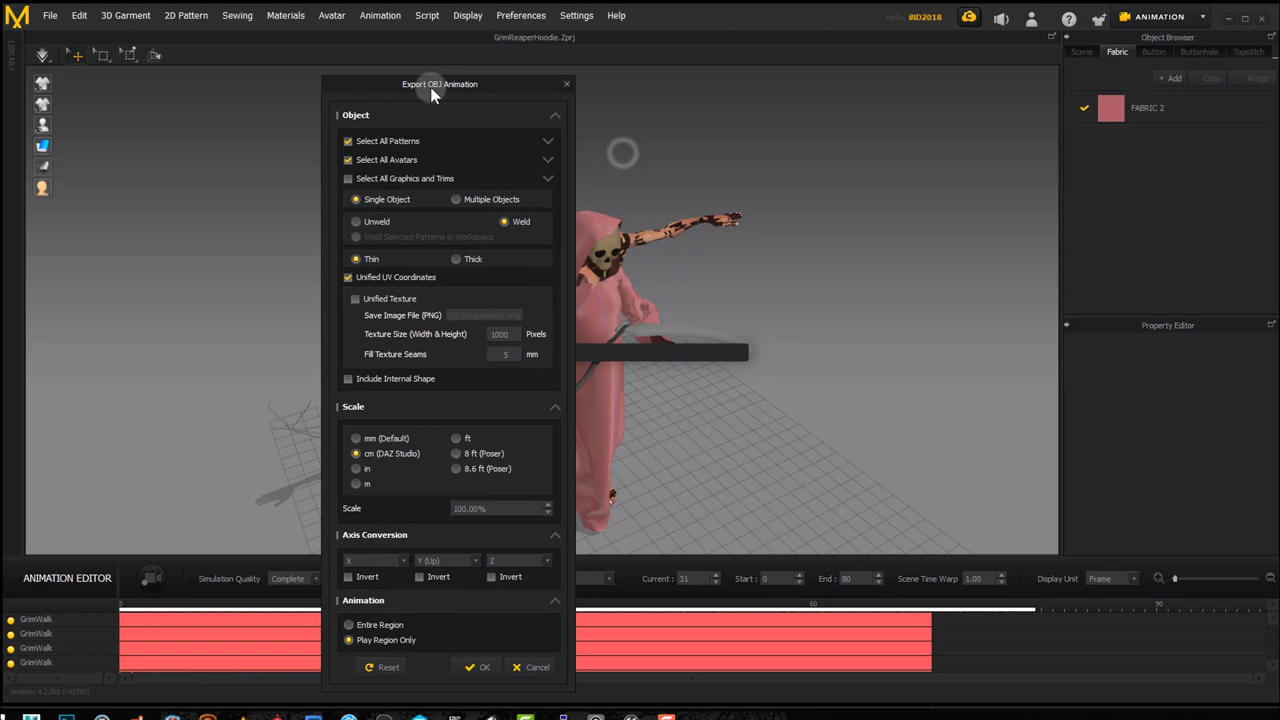 File Edit 3D Garment 2D Pattern Sewing Materials Avatar Animation Script Display Preferences Settings Help
Hello, iND2018
ANIMATION
GrimReaperHoodie.Zprj
Object Browser
LIBRARY
Scene Fabric Button Buttonhole Topstitch
+ Add Copy Assign
FABRIC 2
Property Editor
Export OBJ Animation
Object
Select All Patterns
Select All Avatars
Select All Graphics and Trims
Single Object Multiple Objects
Unweld Weld
Weld Selected Patterns in Workspace
Thin Thick
Unified UV Coordinates
Unified Texture
Save Image File (PNG)
Texture Size (Width & Height) 1000 Pixels
Fill Texture Seams 5 mm
Include Internal Shape
Scale
mm (Default) ft
cm (DAZ Studio) 8 ft (Poser)
in 8.6 ft (Poser)
m
Scale 100.00%
Axis Conversion
X Y (Up) Z
Invert Invert Invert
Animation
Entire Region
Play Region Only
Reset OK Cancel
ANIMATION EDITOR
Simulation Quality Complete
Current : 31 Start : 0 End : 80 Scene Time Warp 1.00 Display Unit Frame
0 60 90
GrimWalk
GrimWalk
GrimWalk
GrimWalk